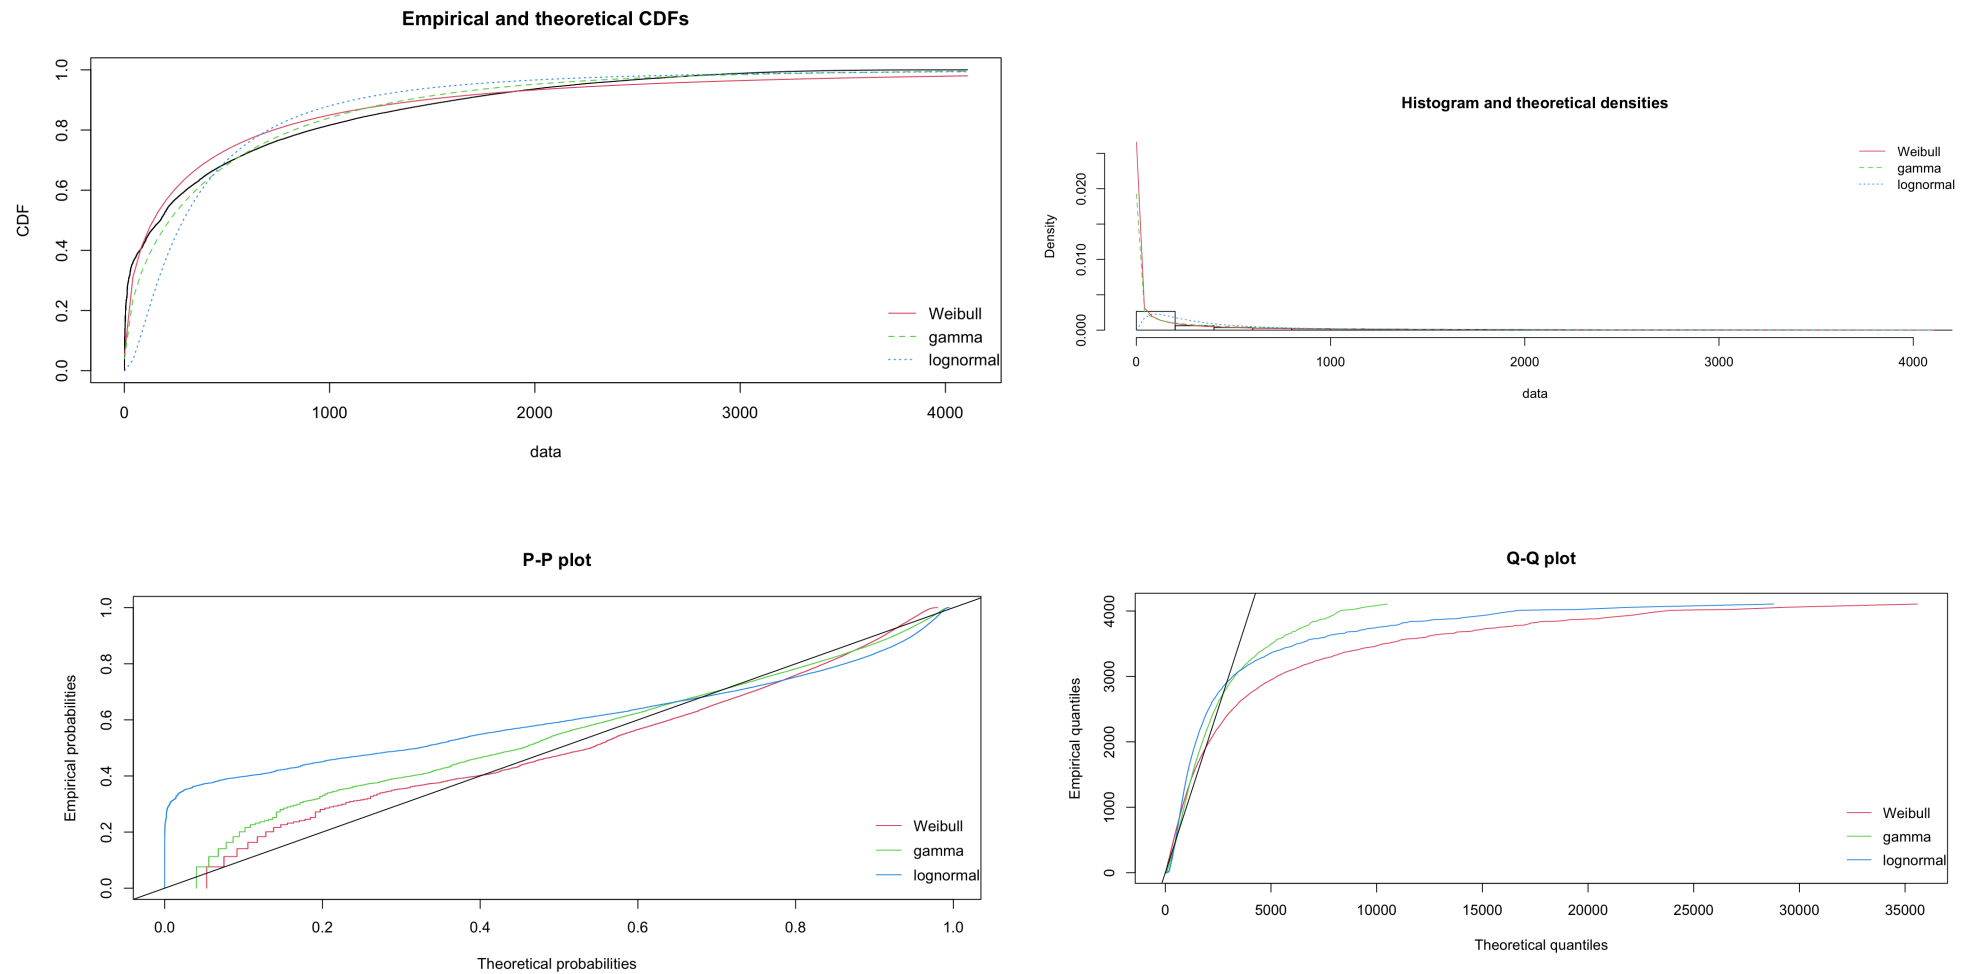 Empirical and theoretical CDFs
CDF
0.0 0.2 0.4 0.6 0.8 1.0
0 1000 2000 3000 4000
data
Weibull
gamma
lognormal
Histogram and theoretical densities
Density
0.000 0.010 0.020
0 1000 2000 3000 4000
data
Weibull
gamma
lognormal
P-P plot
Empirical probabilities
0.0 0.2 0.4 0.6 0.8 1.0
0.0 0.2 0.4 0.6 0.8 1.0
Theoretical probabilities
Weibull
gamma
lognormal
Q-Q plot
Empirical quantiles
0 1000 2000 3000 4000
0 5000 10000 15000 20000 25000 30000 35000
Theoretical quantiles
Weibull
gamma
lognormal